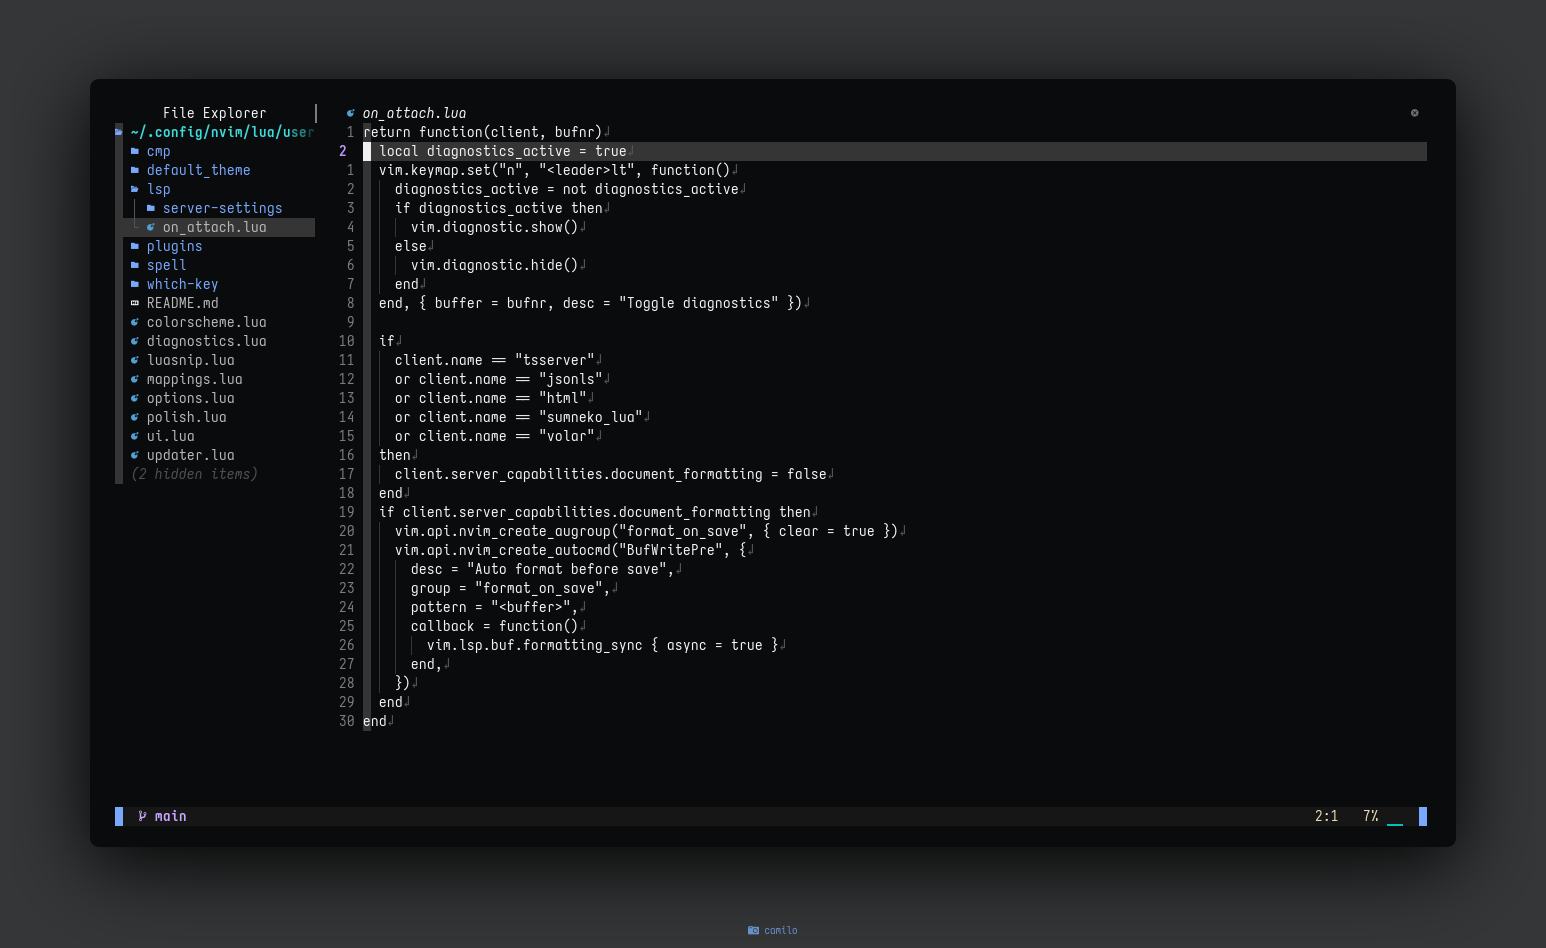 File Explorer
~/.config/nvim/lua/user
cmp
default_theme
lsp
server-settings
on_attach.lua
plugins
spell
which-key
README.md
colorscheme.lua
diagnostics.lua
luasnip.lua
mappings.lua
options.lua
polish.lua
ui.lua
updater.lua
(2 hidden items)
on_attach.lua
1 return function(client, bufnr)
2 local diagnostics_active = true
1 vim.keymap.set("n", "<leader>lt", function()
2 diagnostics_active = not diagnostics_active
3 if diagnostics_active then
4 vim.diagnostic.show()
5 else
6 vim.diagnostic.hide()
7 end
8 end, { buffer = bufnr, desc = "Toggle diagnostics" })
9
10 if
11 client.name == "tsserver"
12 or client.name == "jsonls"
13 or client.name == "html"
14 or client.name == "sumneko_lua"
15 or client.name == "volar"
16 then
17 client.server_capabilities.document_formatting = false
18 end
19 if client.server_capabilities.document_formatting then
20 vim.api.nvim_create_augroup("format_on_save", { clear = true })
21 vim.api.nvim_create_autocmd("BufWritePre", {
22 desc = "Auto format before save",
23 group = "format_on_save",
24 pattern = "<buffer>",
25 callback = function()
26 vim.lsp.buf.formatting_sync { async = true }
27 end,
28 })
29 end
30 end
main
2:1 7%
camilo